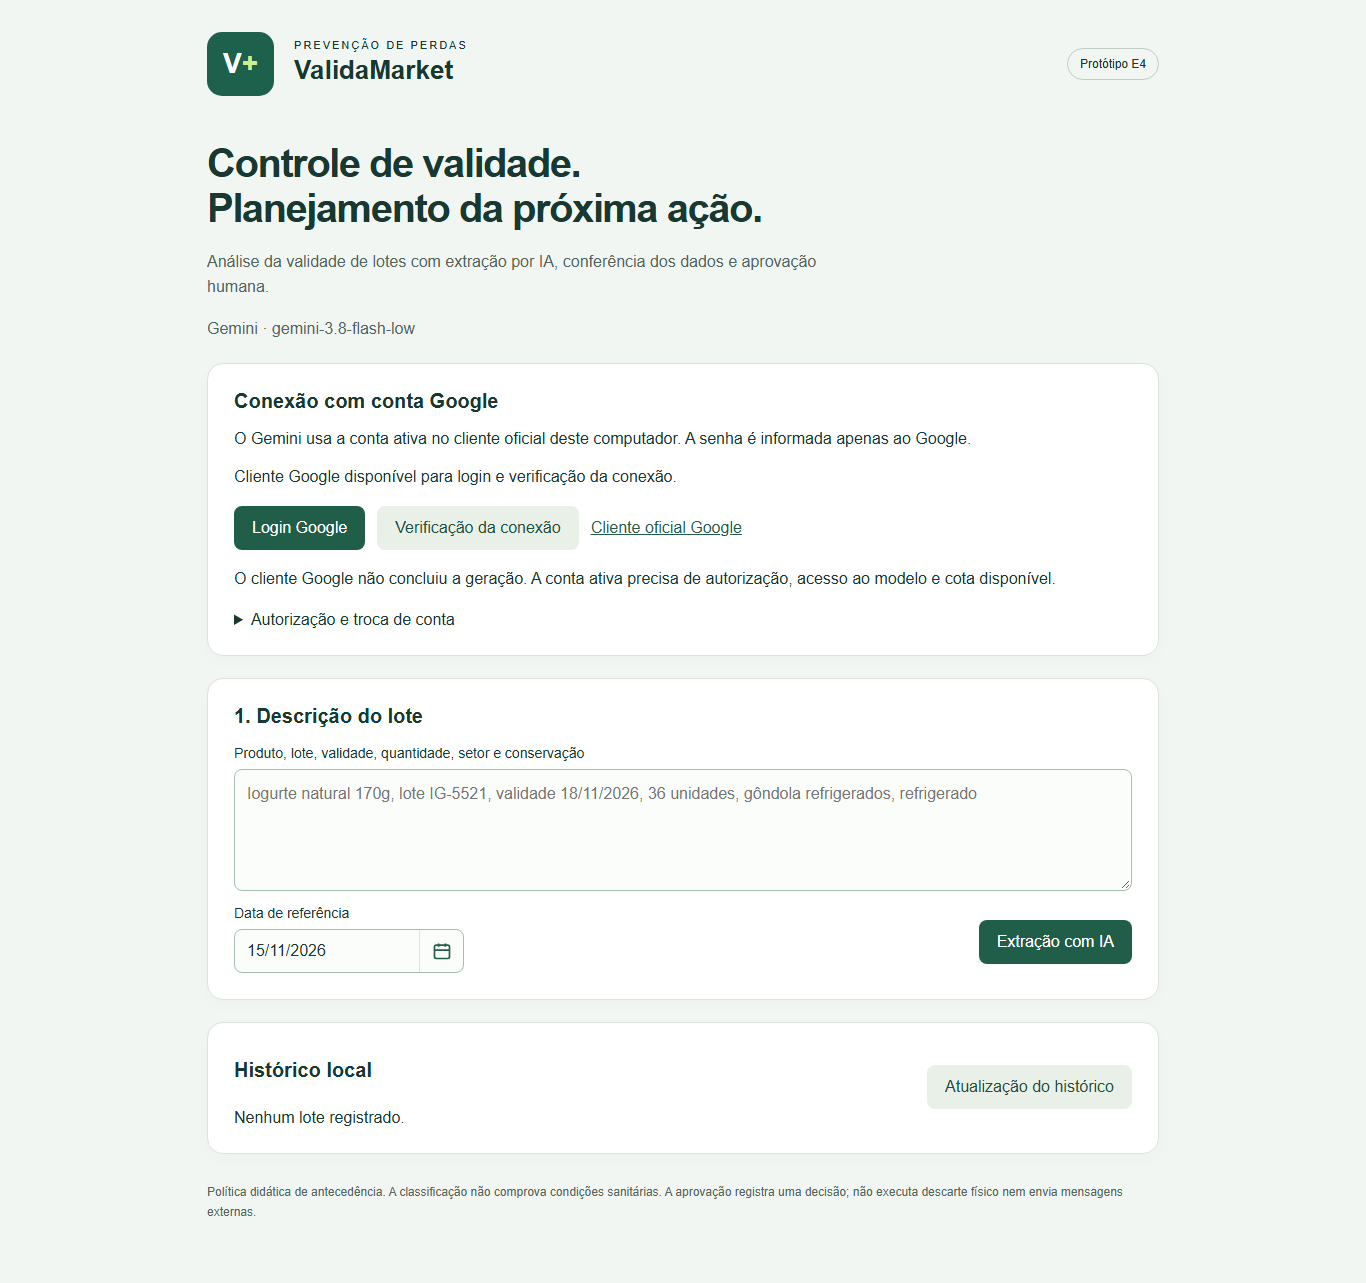 V+
PREVENÇÃO DE PERDAS
ValidaMarket
Protótipo E4
Controle de validade.
Planejamento da próxima ação.
Análise da validade de lotes com extração por IA, conferência dos dados e aprovação
humana.
Gemini · gemini-3.8-flash-low
Conexão com conta Google
O Gemini usa a conta ativa no cliente oficial deste computador. A senha é informada apenas ao Google.
Cliente Google disponível para login e verificação da conexão.
Login Google
Verificação da conexão
Cliente oficial Google
O cliente Google não concluiu a geração. A conta ativa precisa de autorização, acesso ao modelo e cota disponível.
Autorização e troca de conta
1. Descrição do lote
Produto, lote, validade, quantidade, setor e conservação
Iogurte natural 170g, lote IG-5521, validade 18/11/2026, 36 unidades, gôndola refrigerados, refrigerado
Data de referência
15/11/2026
Extração com IA
Histórico local
Atualização do histórico
Nenhum lote registrado.
Política didática de antecedência. A classificação não comprova condições sanitárias. A aprovação registra uma decisão; não executa descarte físico nem envia mensagens
externas.